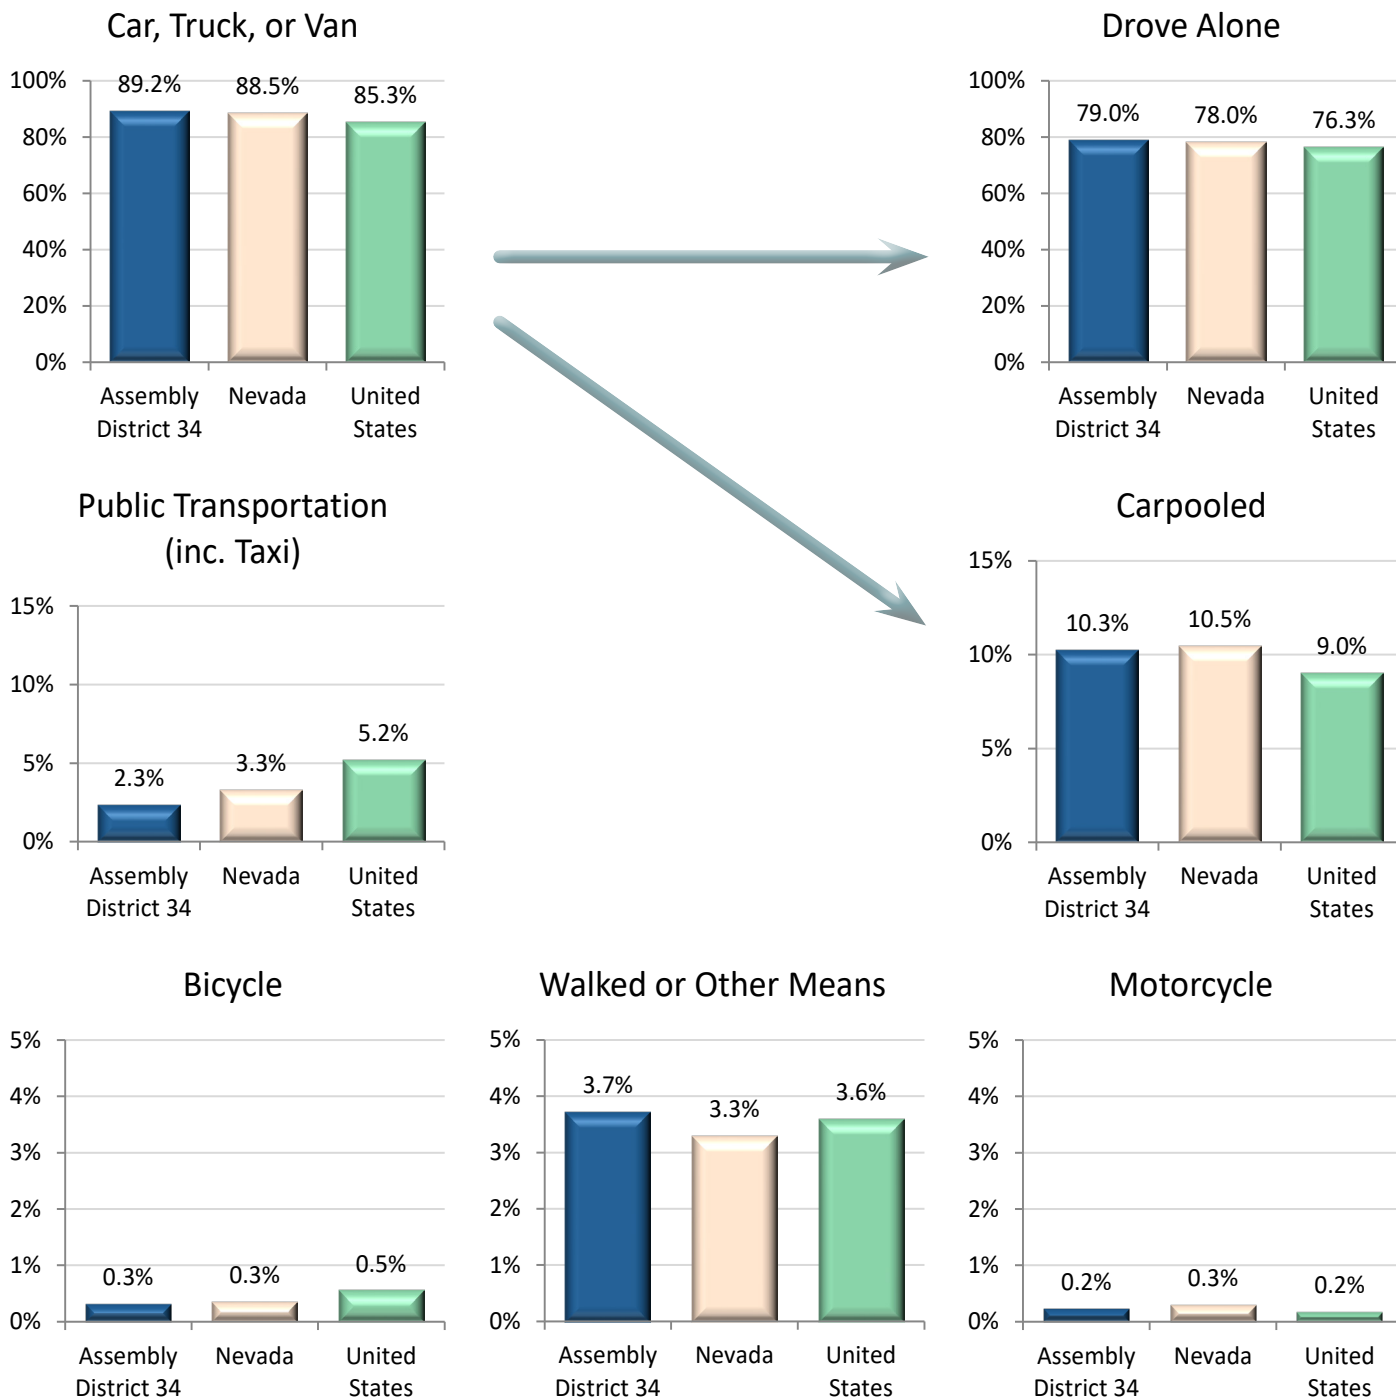 Car, Truck, or Van
100%
80%
60%
40%
20%
0%
89.2%
88.5%
85.3%
Assembly
District 34
Nevada
United
States
Drove Alone
100%
80%
60%
40%
20%
0%
79.0%
78.0%
76.3%
Assembly
District 34
Nevada
United
States
Public Transportation
(inc. Taxi)
15%
10%
5%
0%
2.3%
3.3%
5.2%
Assembly
District 34
Nevada
United
States
Carpooled
15%
10%
5%
0%
10.3%
10.5%
9.0%
Assembly
District 34
Nevada
United
States
Bicycle
5%
4%
3%
2%
1%
0%
0.3%
0.3%
0.5%
Assembly
District 34
Nevada
United
States
Walked or Other Means
5%
4%
3%
2%
1%
0%
3.7%
3.3%
3.6%
Assembly
District 34
Nevada
United
States
Motorcycle
5%
4%
3%
2%
1%
0%
0.2%
0.3%
0.2%
Assembly
District 34
Nevada
United
States